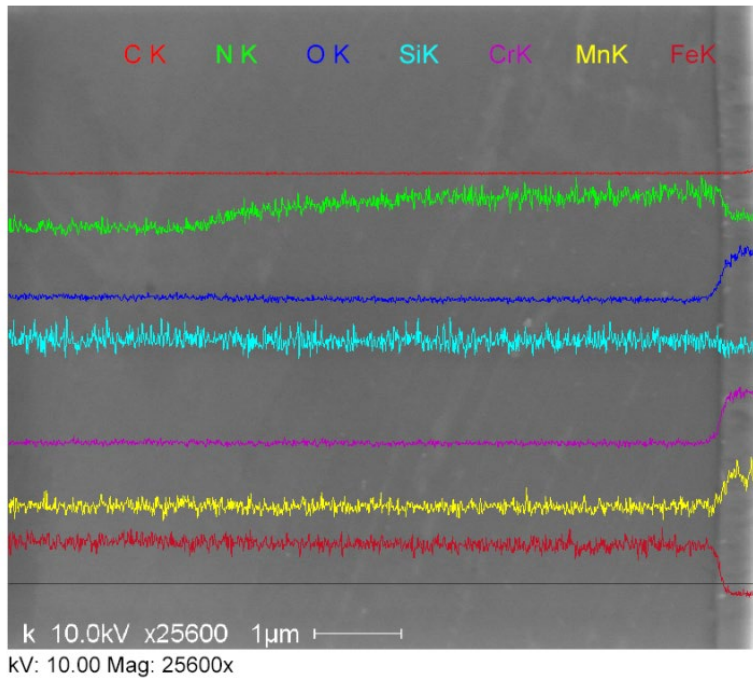 C K N K O K SiK CrK MnK FeK
k 10.0kV x25600 1µm
kV: 10.00 Mag: 25600x